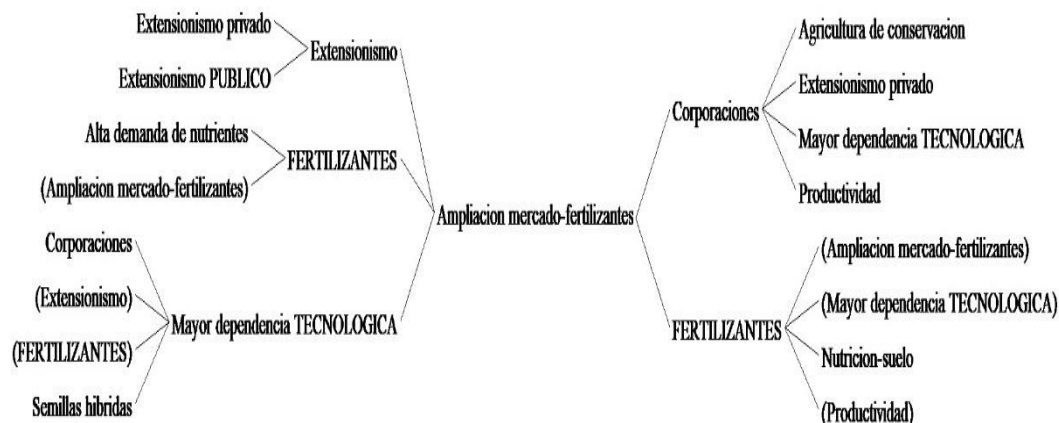 Extensionismo privado
Extensionismo PUBLICO
Extensionismo
Alta demanda de nutrientes
(Ampliacion mercado-fertilizantes)
FERTILIZANTES
Corporaciones
(Extensionismo)
(FERTILIZANTES)
Semillas hibridas
Mayor dependencia TECNOLOGICA
Ampliacion mercado-fertilizantes
Corporaciones
Agricultura de conservacion
Extensionismo privado
Mayor dependencia TECNOLOGICA
Productividad
FERTILIZANTES
(Ampliacion mercado-fertilizantes)
(Mayor dependencia TECNOLOGICA)
Nutricion-suelo
(Productividad)